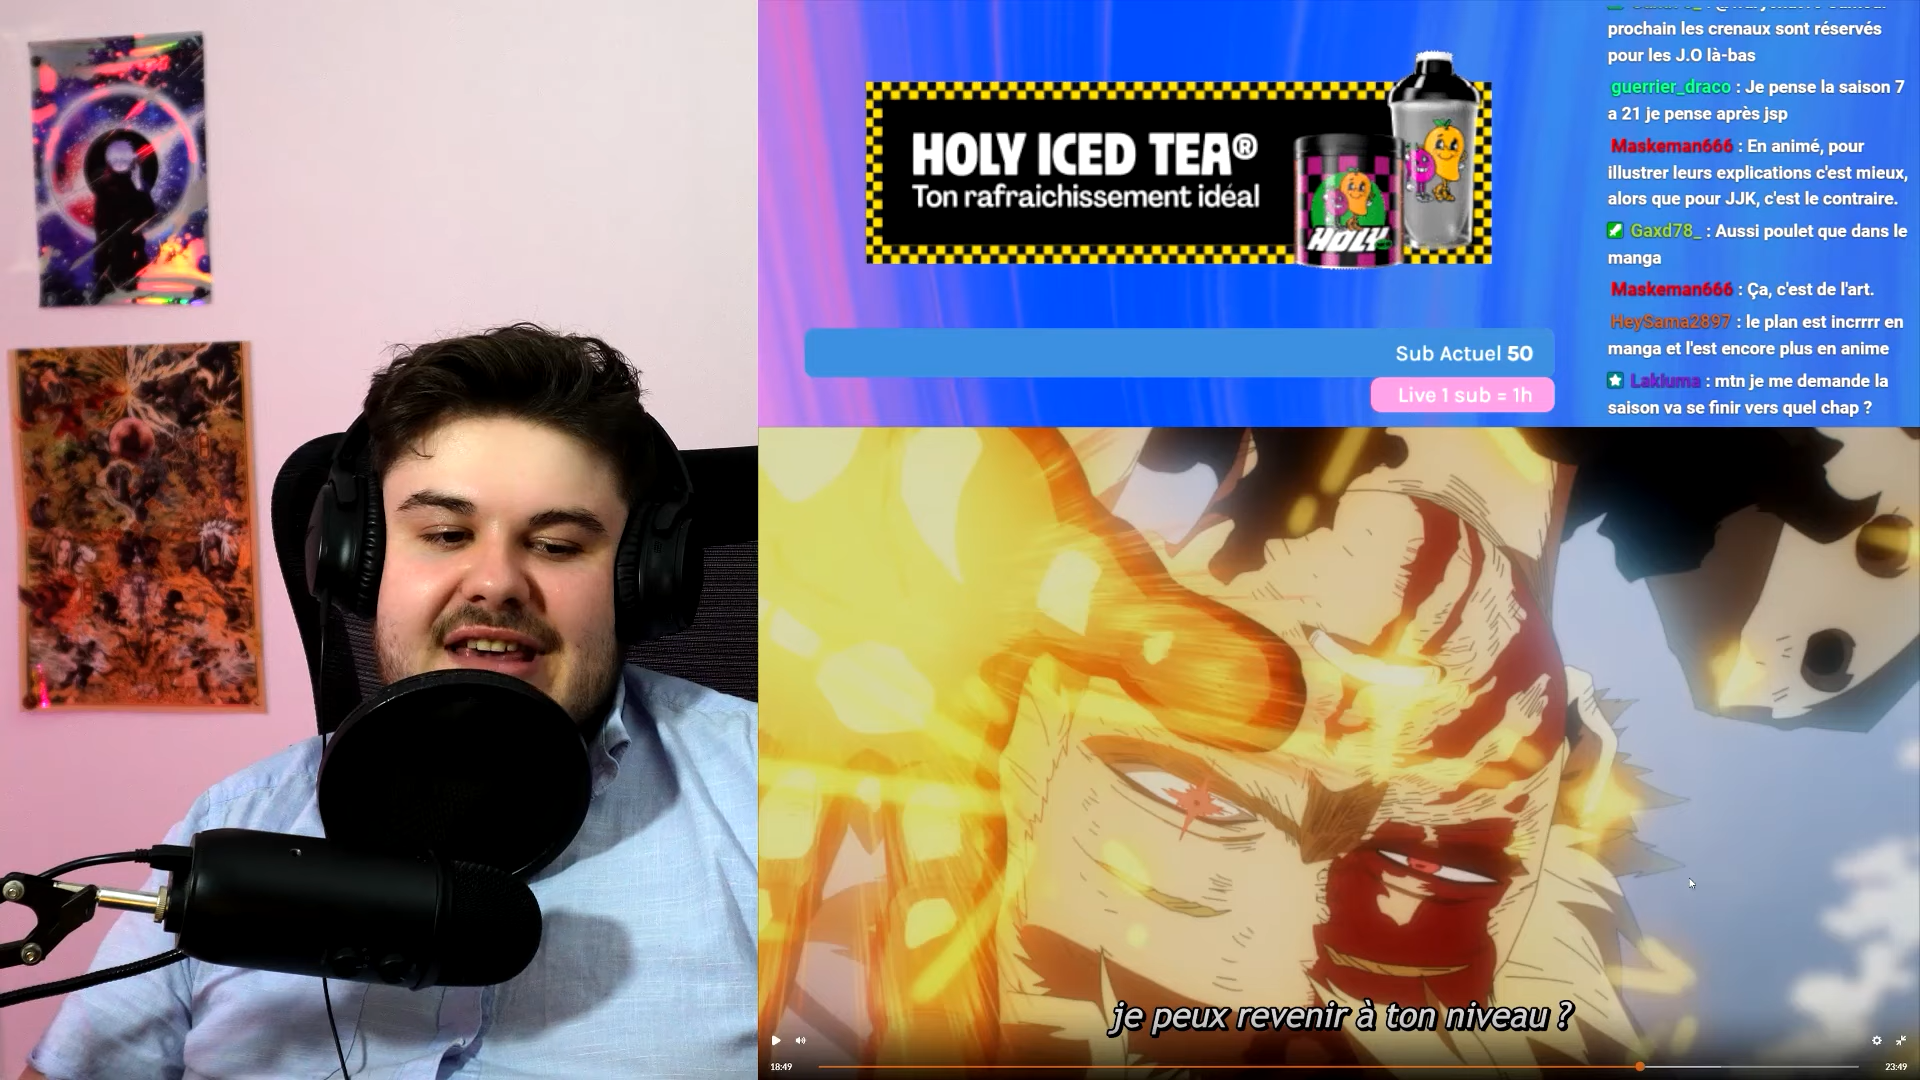 HOLY ICED TEA®
Ton rafraichissement idéal
HOLY
Sub Actuel 50
Live 1 sub = 1h
prochain les crenaux sont réservés
pour les J.O là-bas
guerrier_draco : Je pense la saison 7
a 21 je pense après jsp
Maskeman666 : En animé, pour
illustrer leurs explications c'est mieux,
alors que pour JJK, c'est le contraire.
Gaxd78_ : Aussi poulet que dans le
manga
Maskeman666 : Ça, c'est de l'art.
HeySama2897 : le plan est incrrrr en
manga et l'est encore plus en anime
Lakluma : mtn je me demande la
saison va se finir vers quel chap ?
je peux revenir à ton niveau ?
18:49
23:49